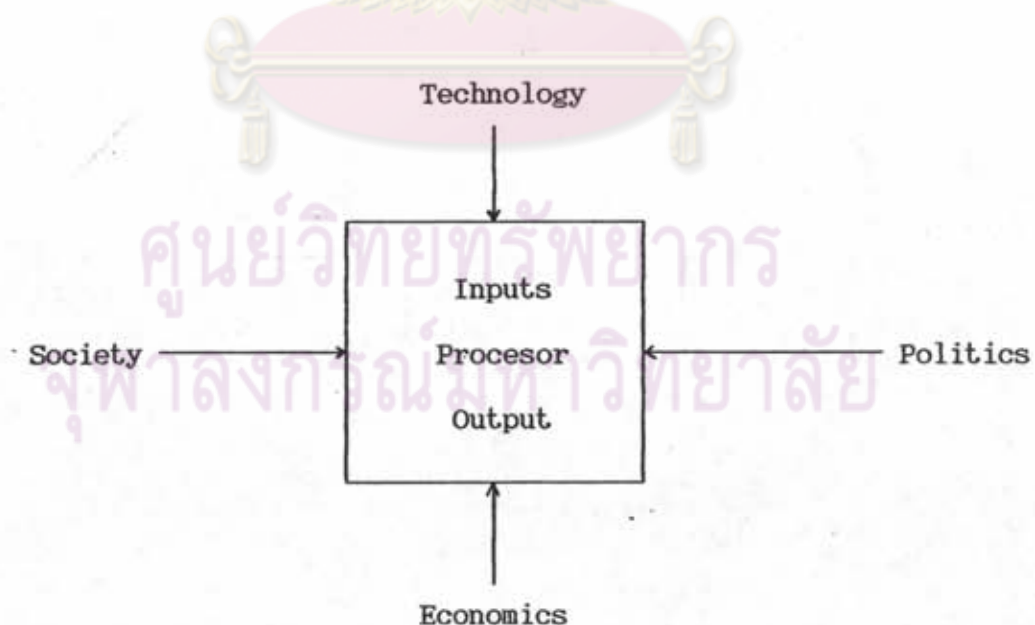 Technology
ศูนย์วิทยทรัพยากร
Inputs
Society Procesor Politics
จุฬาลงกรณ์มหาวิทยาลัย
Output
Economics